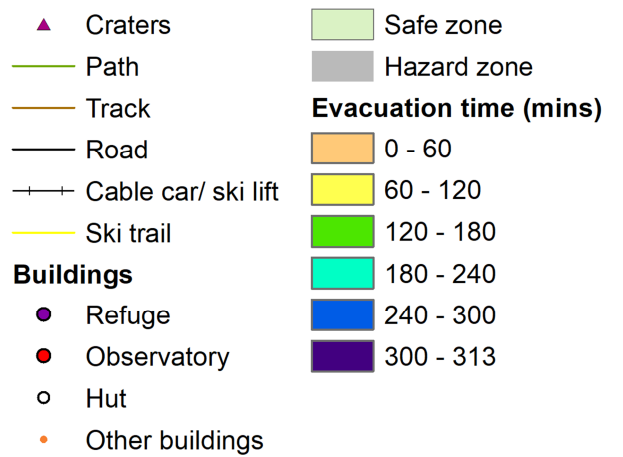 Craters
Path
Track
Road
Cable car/ ski lift
Ski trail
Buildings
Refuge
Observatory
Hut
Other buildings
Safe zone
Hazard zone
Evacuation time (mins)
0 - 60
60 - 120
120 - 180
180 - 240
240 - 300
300 - 313